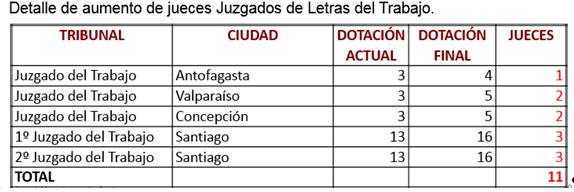 Detalle de aumento de jueces Juzgados de Letras del Trabajo.
TRIBUNAL CIUDAD DOTACIÓN ACTUAL DOTACIÓN FINAL JUECES
Juzgado del Trabajo Antofagasta 3 4 1
Juzgado del Trabajo Valparaíso 3 5 2
Juzgado del Trabajo Concepción 3 5 2
1º Juzgado del Trabajo Santiago 13 16 3
2º Juzgado del Trabajo Santiago 13 16 3
TOTAL 11